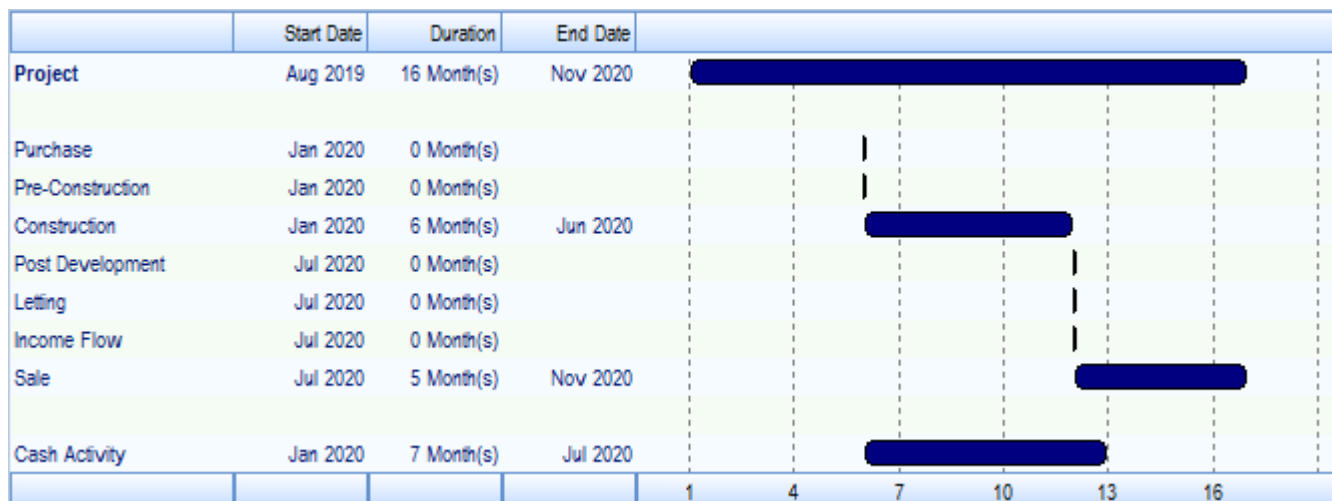 Start Date Duration End Date
Project Aug 2019 16 Month(s) Nov 2020
Purchase Jan 2020 0 Month(s)
Pre-Construction Jan 2020 0 Month(s)
Construction Jan 2020 6 Month(s) Jun 2020
Post Development Jul 2020 0 Month(s)
Letting Jul 2020 0 Month(s)
Income Flow Jul 2020 0 Month(s)
Sale Jul 2020 5 Month(s) Nov 2020
Cash Activity Jan 2020 7 Month(s) Jul 2020
1 4 7 10 13 16